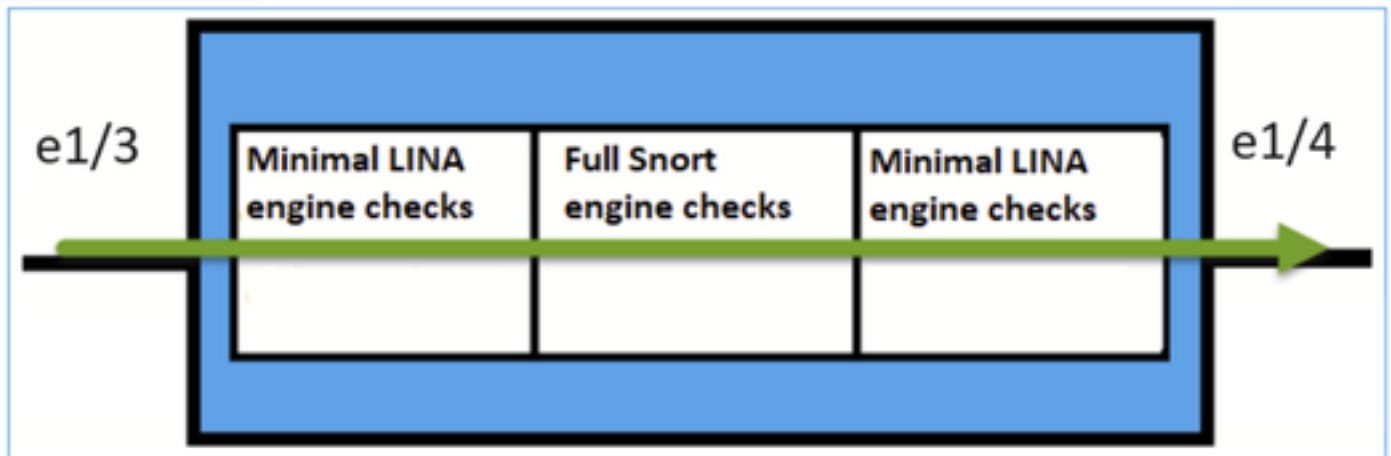 e1/3
Minimal LINA
engine checks
Full Snort
engine checks
Minimal LINA
engine checks
e1/4